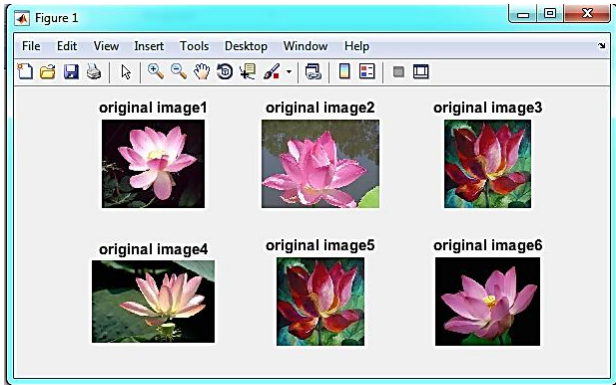 Figure 1
File Edit View Insert Tools Desktop Window Help
original image1 original image2 original image3
original image4 original image5 original image6